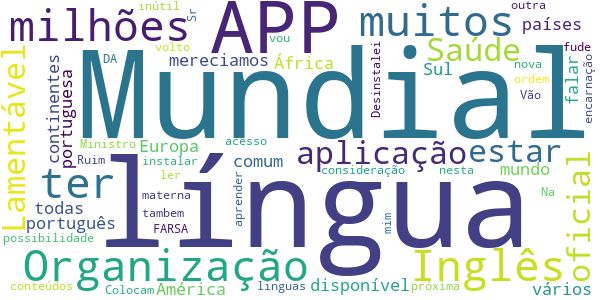 inútil Sr outra
milhões APP muitos países
volto vou fude
DA mereciamos África Saúde nova
Lamentável continentes portuguesa Mundial Sul Desinstalei falar ordem encarnação
Vão
Ministro Europa acesso aplicação estar
Ruim instalar comum consideração nesta mundo Na
ter materna ler língua
todas tambem aprender mim oficial
português FARSA
possibilidade Organização Inglês
conteúdos Colocam América linguas disponível próxima vários